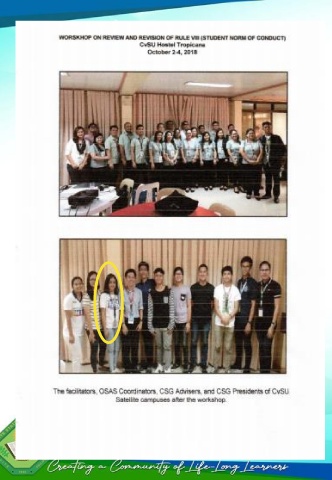 WORSKHOP ON REVIEW AND REVISION OF RULE VIII (STUDENT NORM OF CONDUCT)
CvSU Hostel Tropicana
October 2-4, 2018
The facilitators, OSAS Coordinators, CSG Advisers, and CSG Presidents of CvSU
Satellite campuses after the workshop.
Creating a Community of Life-Long Learners